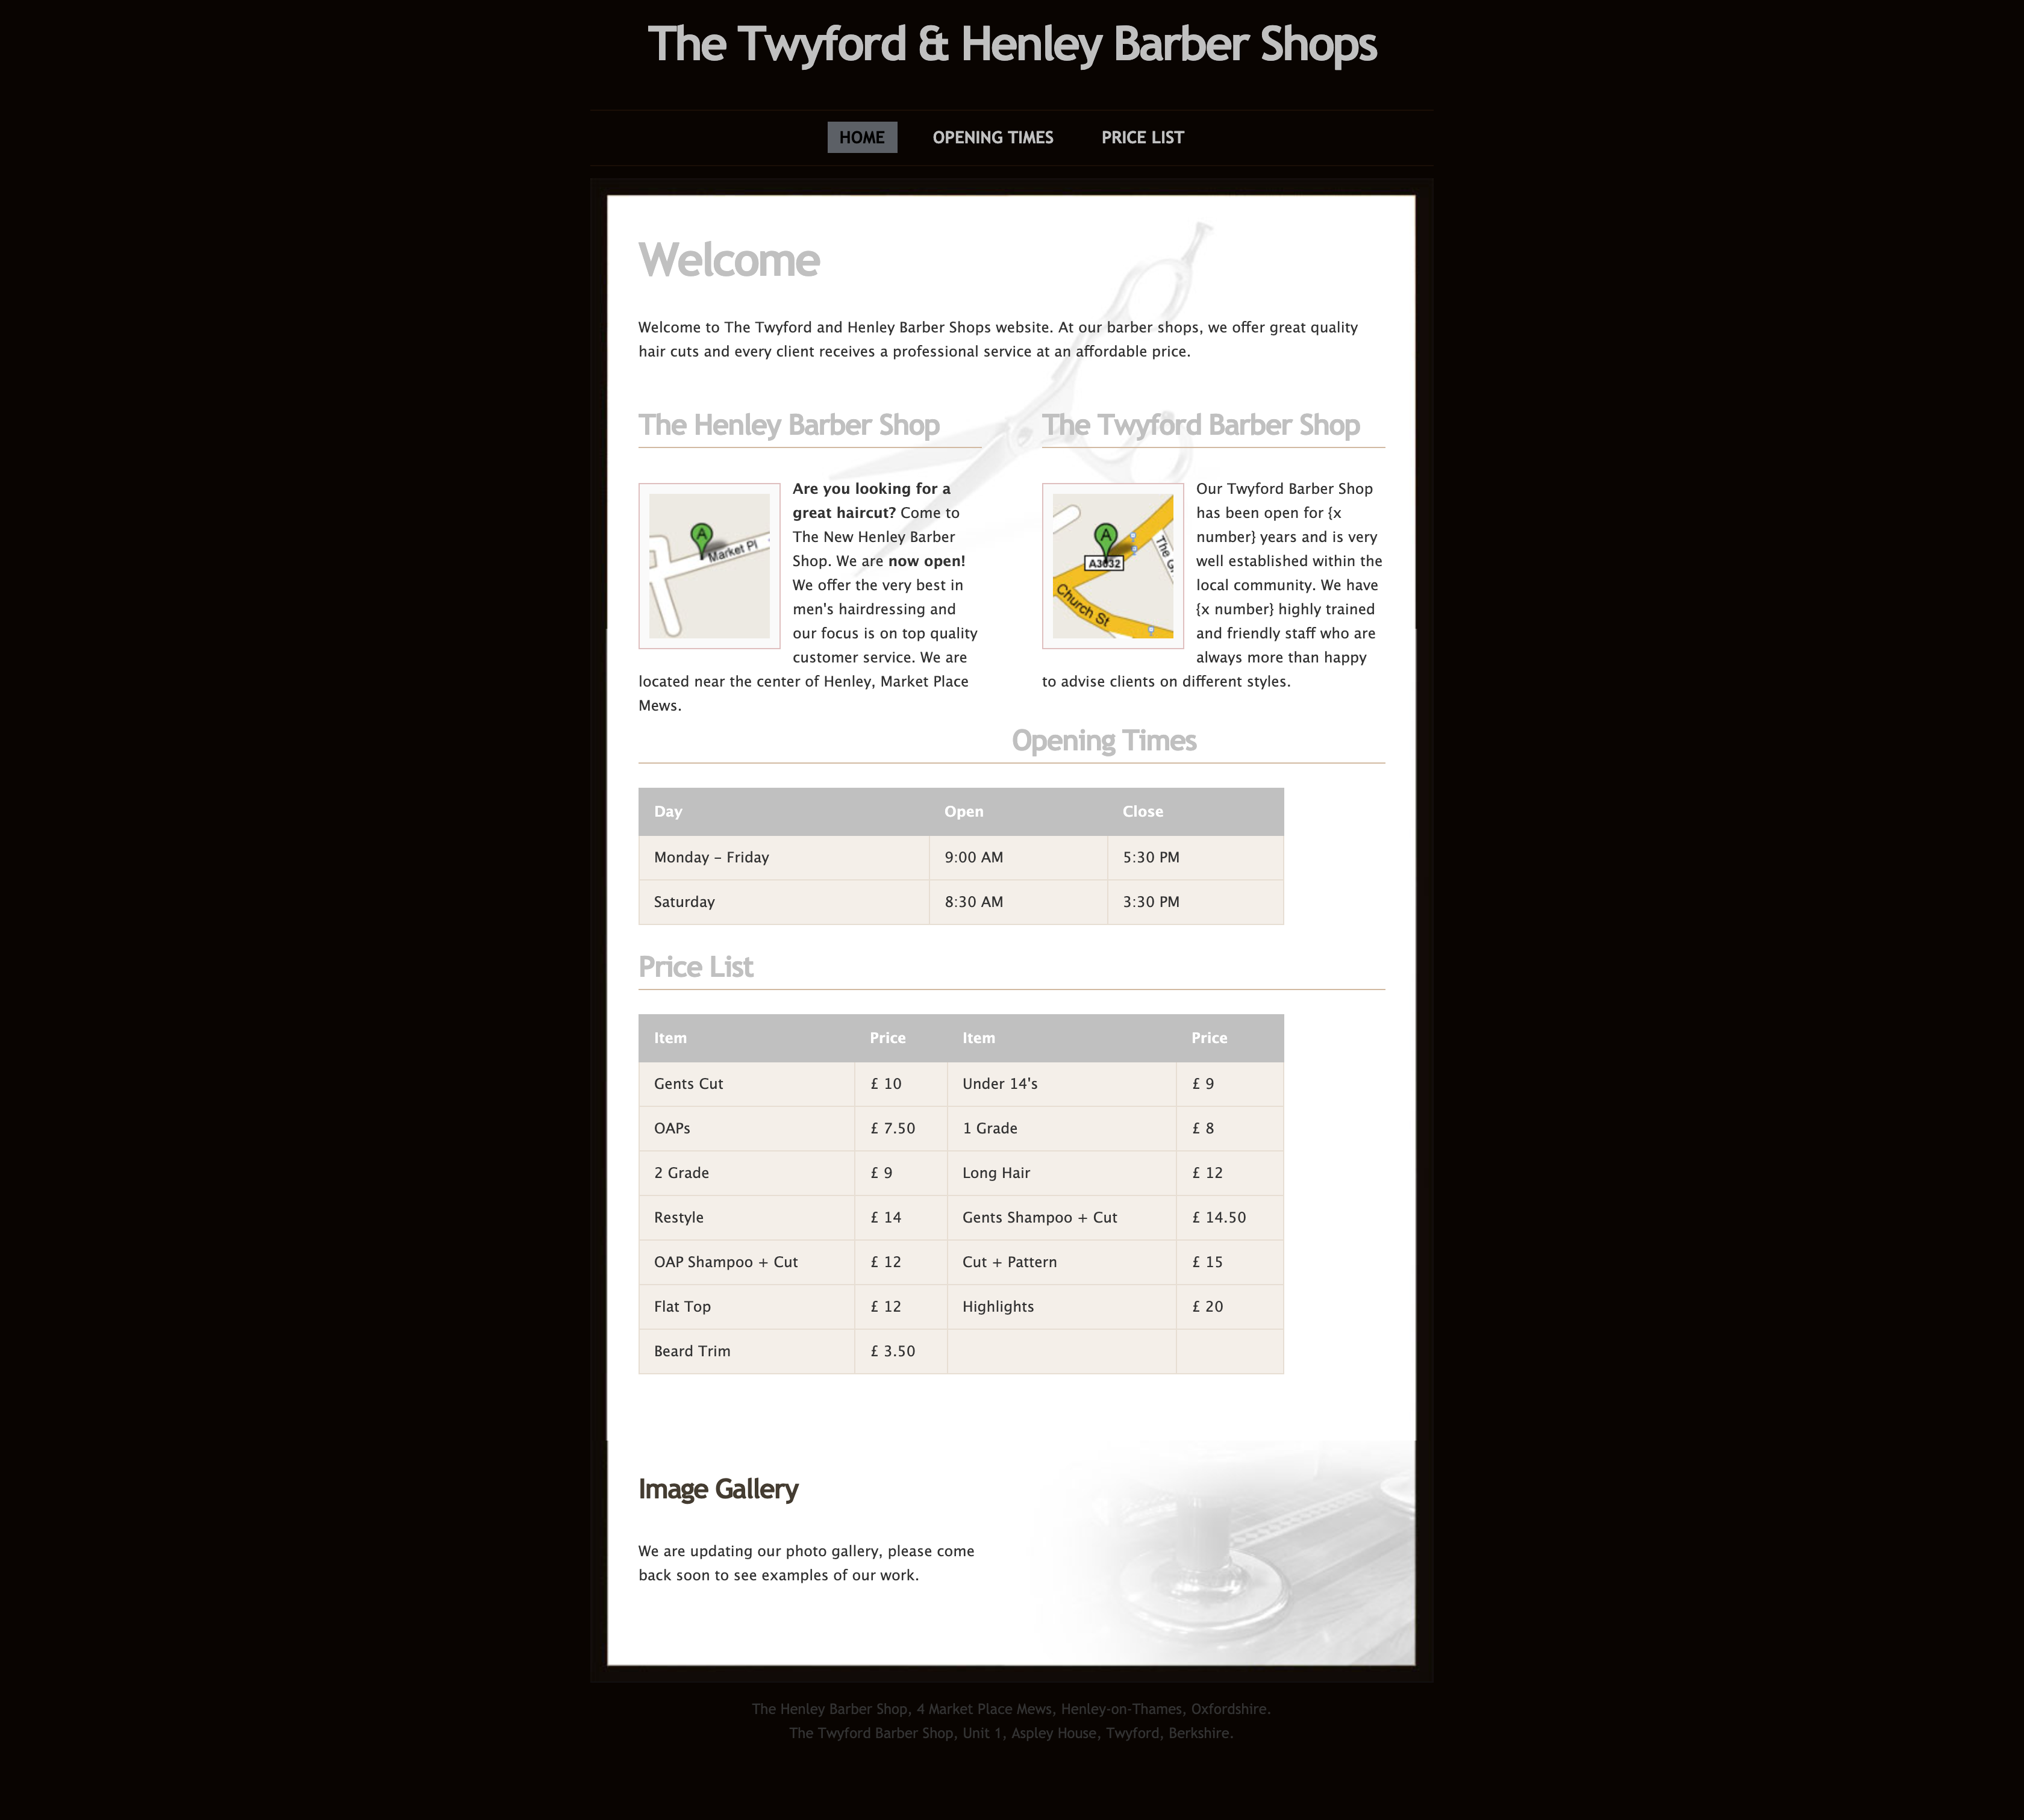 The Twyford & Henley Barber Shops
HOME OPENING TIMES PRICE LIST
Welcome
Welcome to The Twyford and Henley Barber Shops website. At our barber shops, we offer great quality
hair cuts and every client receives a professional service at an affordable price.
The Henley Barber Shop
A
Market Pl
Are you looking for a
great haircut? Come to
The New Henley Barber
Shop. We are now open!
We offer the very best in
men's hairdressing and
our focus is on top quality
customer service. We are
located near the center of Henley, Market Place
Mews.
The Twyford Barber Shop
A
A3032
Church St
The
Our Twyford Barber Shop
has been open for {x
number} years and is very
well established within the
local community. We have
{x number} highly trained
and friendly staff who are
always more than happy
to advise clients on different styles.
Opening Times
Day Open Close
Monday – Friday 9:00 AM 5:30 PM
Saturday 8:30 AM 3:30 PM
Price List
Item Price Item Price
Gents Cut £ 10 Under 14's £ 9
OAPs £ 7.50 1 Grade £ 8
2 Grade £ 9 Long Hair £ 12
Restyle £ 14 Gents Shampoo + Cut £ 14.50
OAP Shampoo + Cut £ 12 Cut + Pattern £ 15
Flat Top £ 12 Highlights £ 20
Beard Trim £ 3.50
Image Gallery
We are updating our photo gallery, please come
back soon to see examples of our work.
The Henley Barber Shop, 4 Market Place Mews, Henley-on-Thames, Oxfordshire.
The Twyford Barber Shop, Unit 1, Aspley House, Twyford, Berkshire.